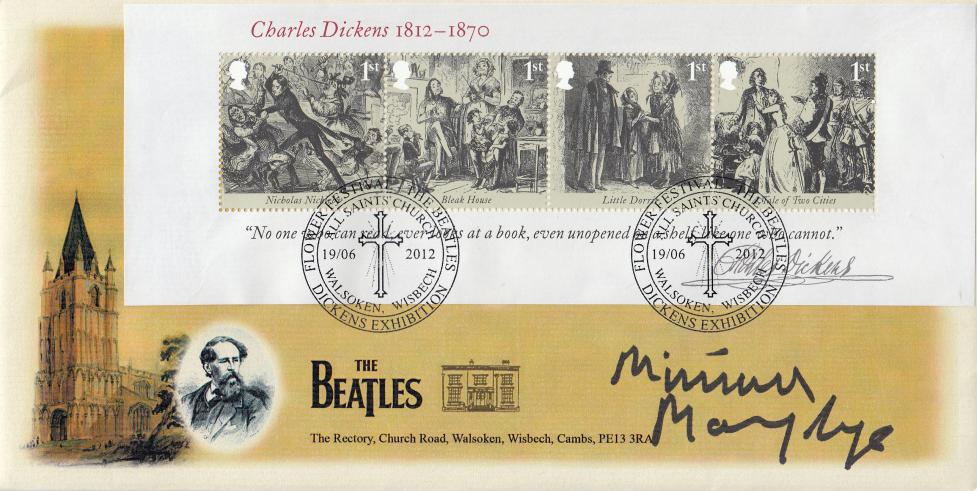 Charles Dickens 1812–1870
1st
1st
1st
1st
Nicholas Nickleby
Bleak House
Little Dorrit
A Tale of Two Cities
"No one who can read, ever looks at a book, even unopened on a shelf, like one who cannot."
Charles Dickens
FLOWER FESTIVAL THE BEATLES
ALL SAINTS' CHURCH
19/06 2012
WALSOKEN, WISBECH
DICKENS EXHIBITION
FLOWER FESTIVAL THE BEATLES
ALL SAINTS' CHURCH
19/06 2012
WALSOKEN, WISBECH
DICKENS EXHIBITION
THE
BEATLES
The Rectory, Church Road, Walsoken, Wisbech, Cambs, PE13 3RA